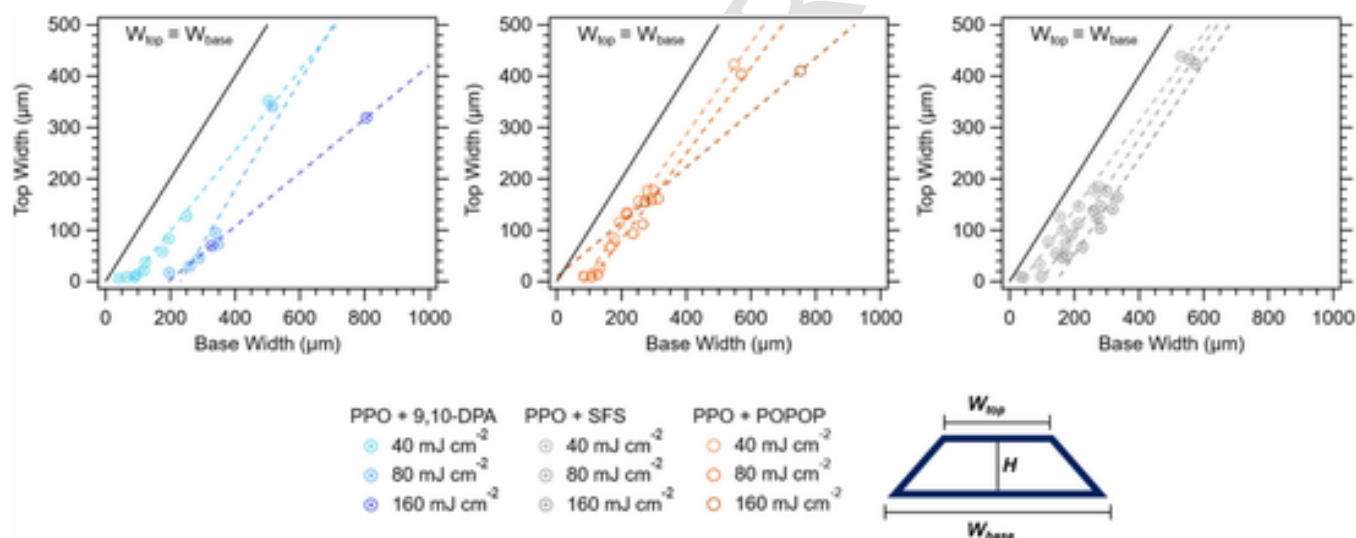 500
400
300
200
100
0
Top Width (µm)
W_top = W_base
0 200 400 600 800 1000
Base Width (µm)
500
400
300
200
100
0
Top Width (µm)
W_top = W_base
0 200 400 600 800 1000
Base Width (µm)
500
400
300
200
100
0
Top Width (µm)
W_top = W_base
0 200 400 600 800 1000
Base Width (µm)
PPO + 9,10-DPA
40 mJ cm⁻²
80 mJ cm⁻²
160 mJ cm⁻²
PPO + SFS
40 mJ cm⁻²
80 mJ cm⁻²
160 mJ cm⁻²
PPO + POPOP
40 mJ cm⁻²
80 mJ cm⁻²
160 mJ cm⁻²
W_top
H
W_base